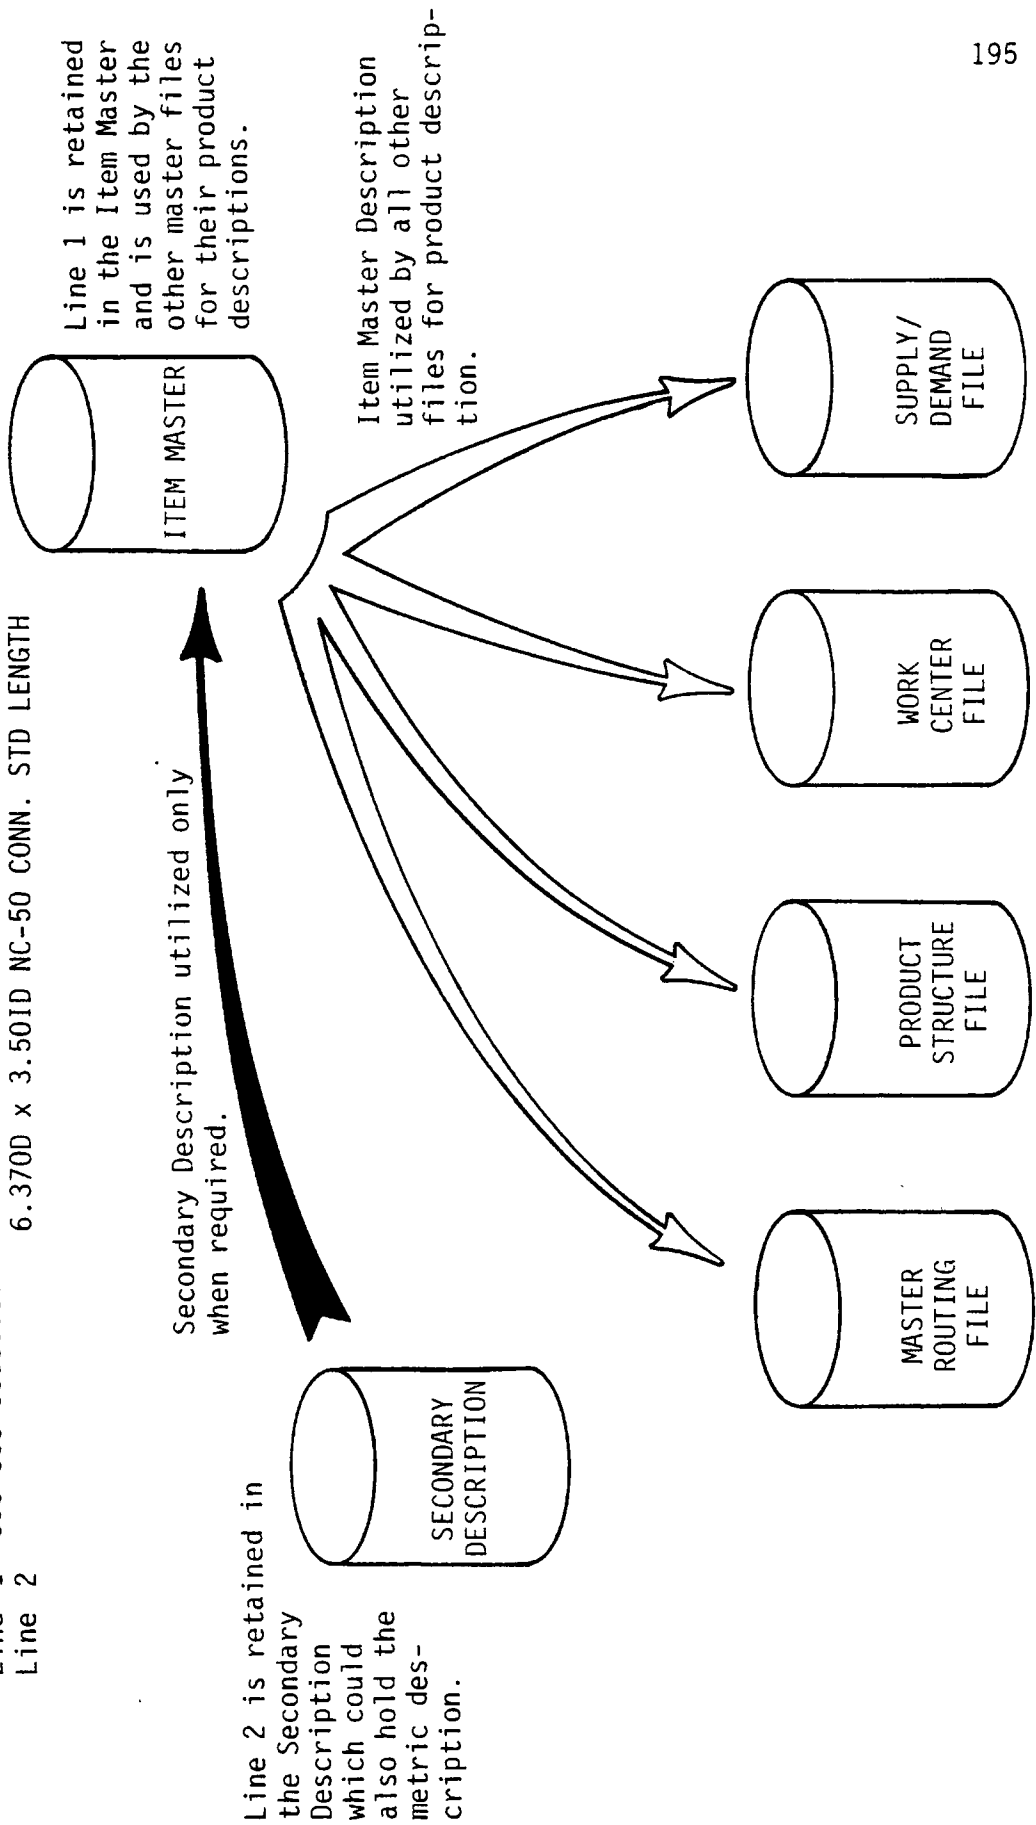 Line 2
6.37OD x 3.50ID NC-50 CONN. STD LENGTH
Line 1 is retained
in the Item Master
and is used by the
other master files
for their product
descriptions.
ITEM MASTER
Secondary Description utilized only
when required.
Line 2 is retained in
the Secondary
Description
which could
also hold the
metric des-
cription.
SECONDARY
DESCRIPTION
Item Master Description
utilized by all other
files for product descrip-
tion.
MASTER
ROUTING
FILE
PRODUCT
STRUCTURE
FILE
WORK
CENTER
FILE
SUPPLY/
DEMAND
FILE
195